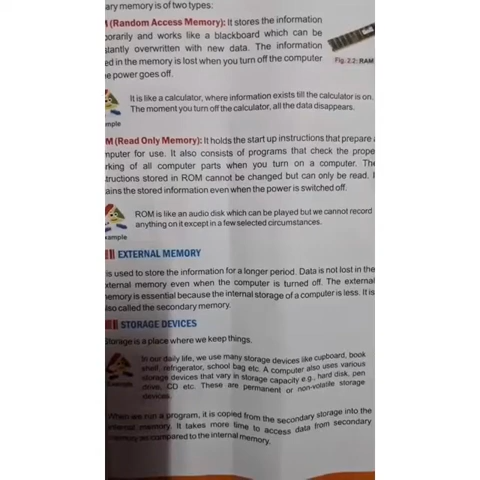 ary memory is of two types:
(Random Access Memory): It stores the information
porarily and works like a blackboard which can be
stantly overwritten with new data. The information
ed in the memory is lost when you turn off the computer
e power goes off.
Fig. 2.2: RAM
It is like a calculator, where information exists till the calculator is on.
The moment you turn off the calculator, all the data disappears.
mple
M (Read Only Memory): It holds the start up instructions that prepare a
mputer for use. It also consists of programs that check the prope
rking of all computer parts when you turn on a computer. The
tructions stored in ROM cannot be changed but can only be read. I
ains the stored information even when the power is switched off.
ROM is like an audio disk which can be played but we cannot record
anything on it except in a few selected circumstances.
xample
EXTERNAL MEMORY
is used to store the information for a longer period. Data is not lost in the
xternal memory even when the computer is turned off. The external
emory is essential because the internal storage of a computer is less. It is
lso called the secondary memory.
STORAGE DEVICES
Storage is a place where we keep things.
In our daily life, we use many storage devices like cupboard, book
shelf, refrigerator, school bag etc. A computer also uses various
storage devices that vary in storage capacity e.g., hard disk, pen
drive, CD etc. These are permanent or non-volatile storage
devices.
Example
When we run a program, it is copied from the secondary storage into the
internal memory. It takes more time to access data from secondary
memory as compared to the internal memory.